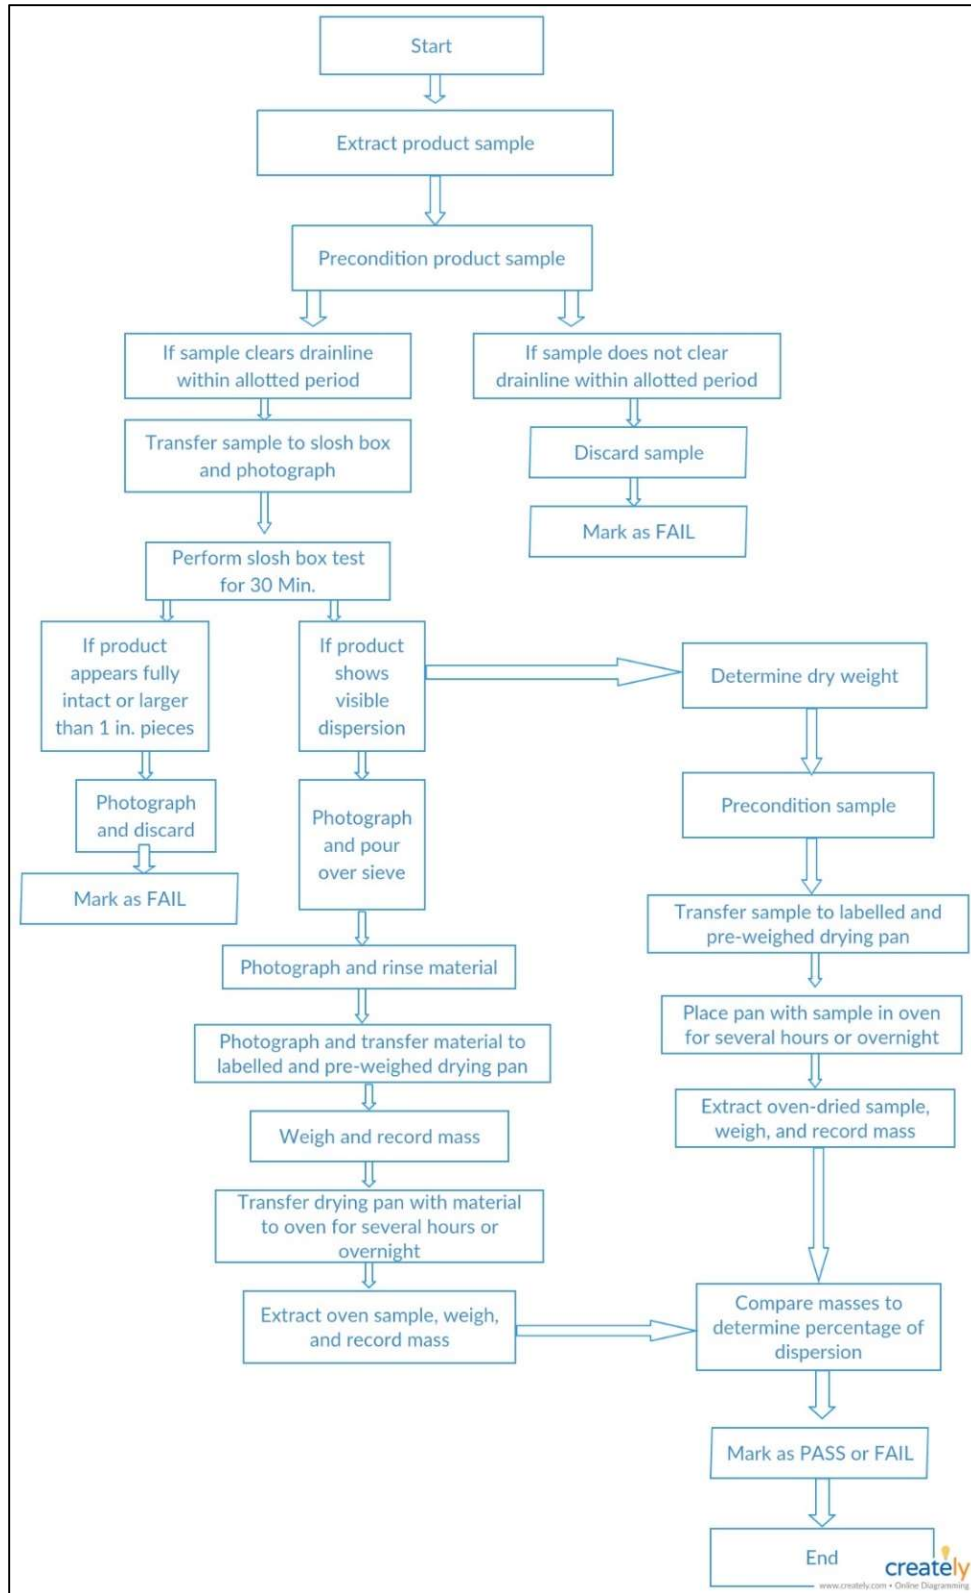 Start
Extract product sample
Precondition product sample
If sample clears drainline
within allotted period
If sample does not clear
drainline within allotted period
Transfer sample to slosh box
and photograph
Discard sample
Mark as FAIL
Perform slosh box test
for 30 Min.
If product
appears fully
intact or larger
than 1 in. pieces
If product
shows
visible
dispersion
Determine dry weight
Photograph
and discard
Photograph
and pour
over sieve
Precondition sample
Mark as FAIL
Transfer sample to labelled and
pre-weighed drying pan
Photograph and rinse material
Place pan with sample in oven
for several hours or overnight
Photograph and transfer material to
labelled and pre-weighed drying pan
Extract oven-dried sample,
weigh, and record mass
Weigh and record mass
Transfer drying pan with material
to oven for several hours or
overnight
Extract oven sample, weigh,
and record mass
Compare masses to
determine percentage of
dispersion
Mark as PASS or FAIL
End
creately
www.creately.com • Online Diagramming